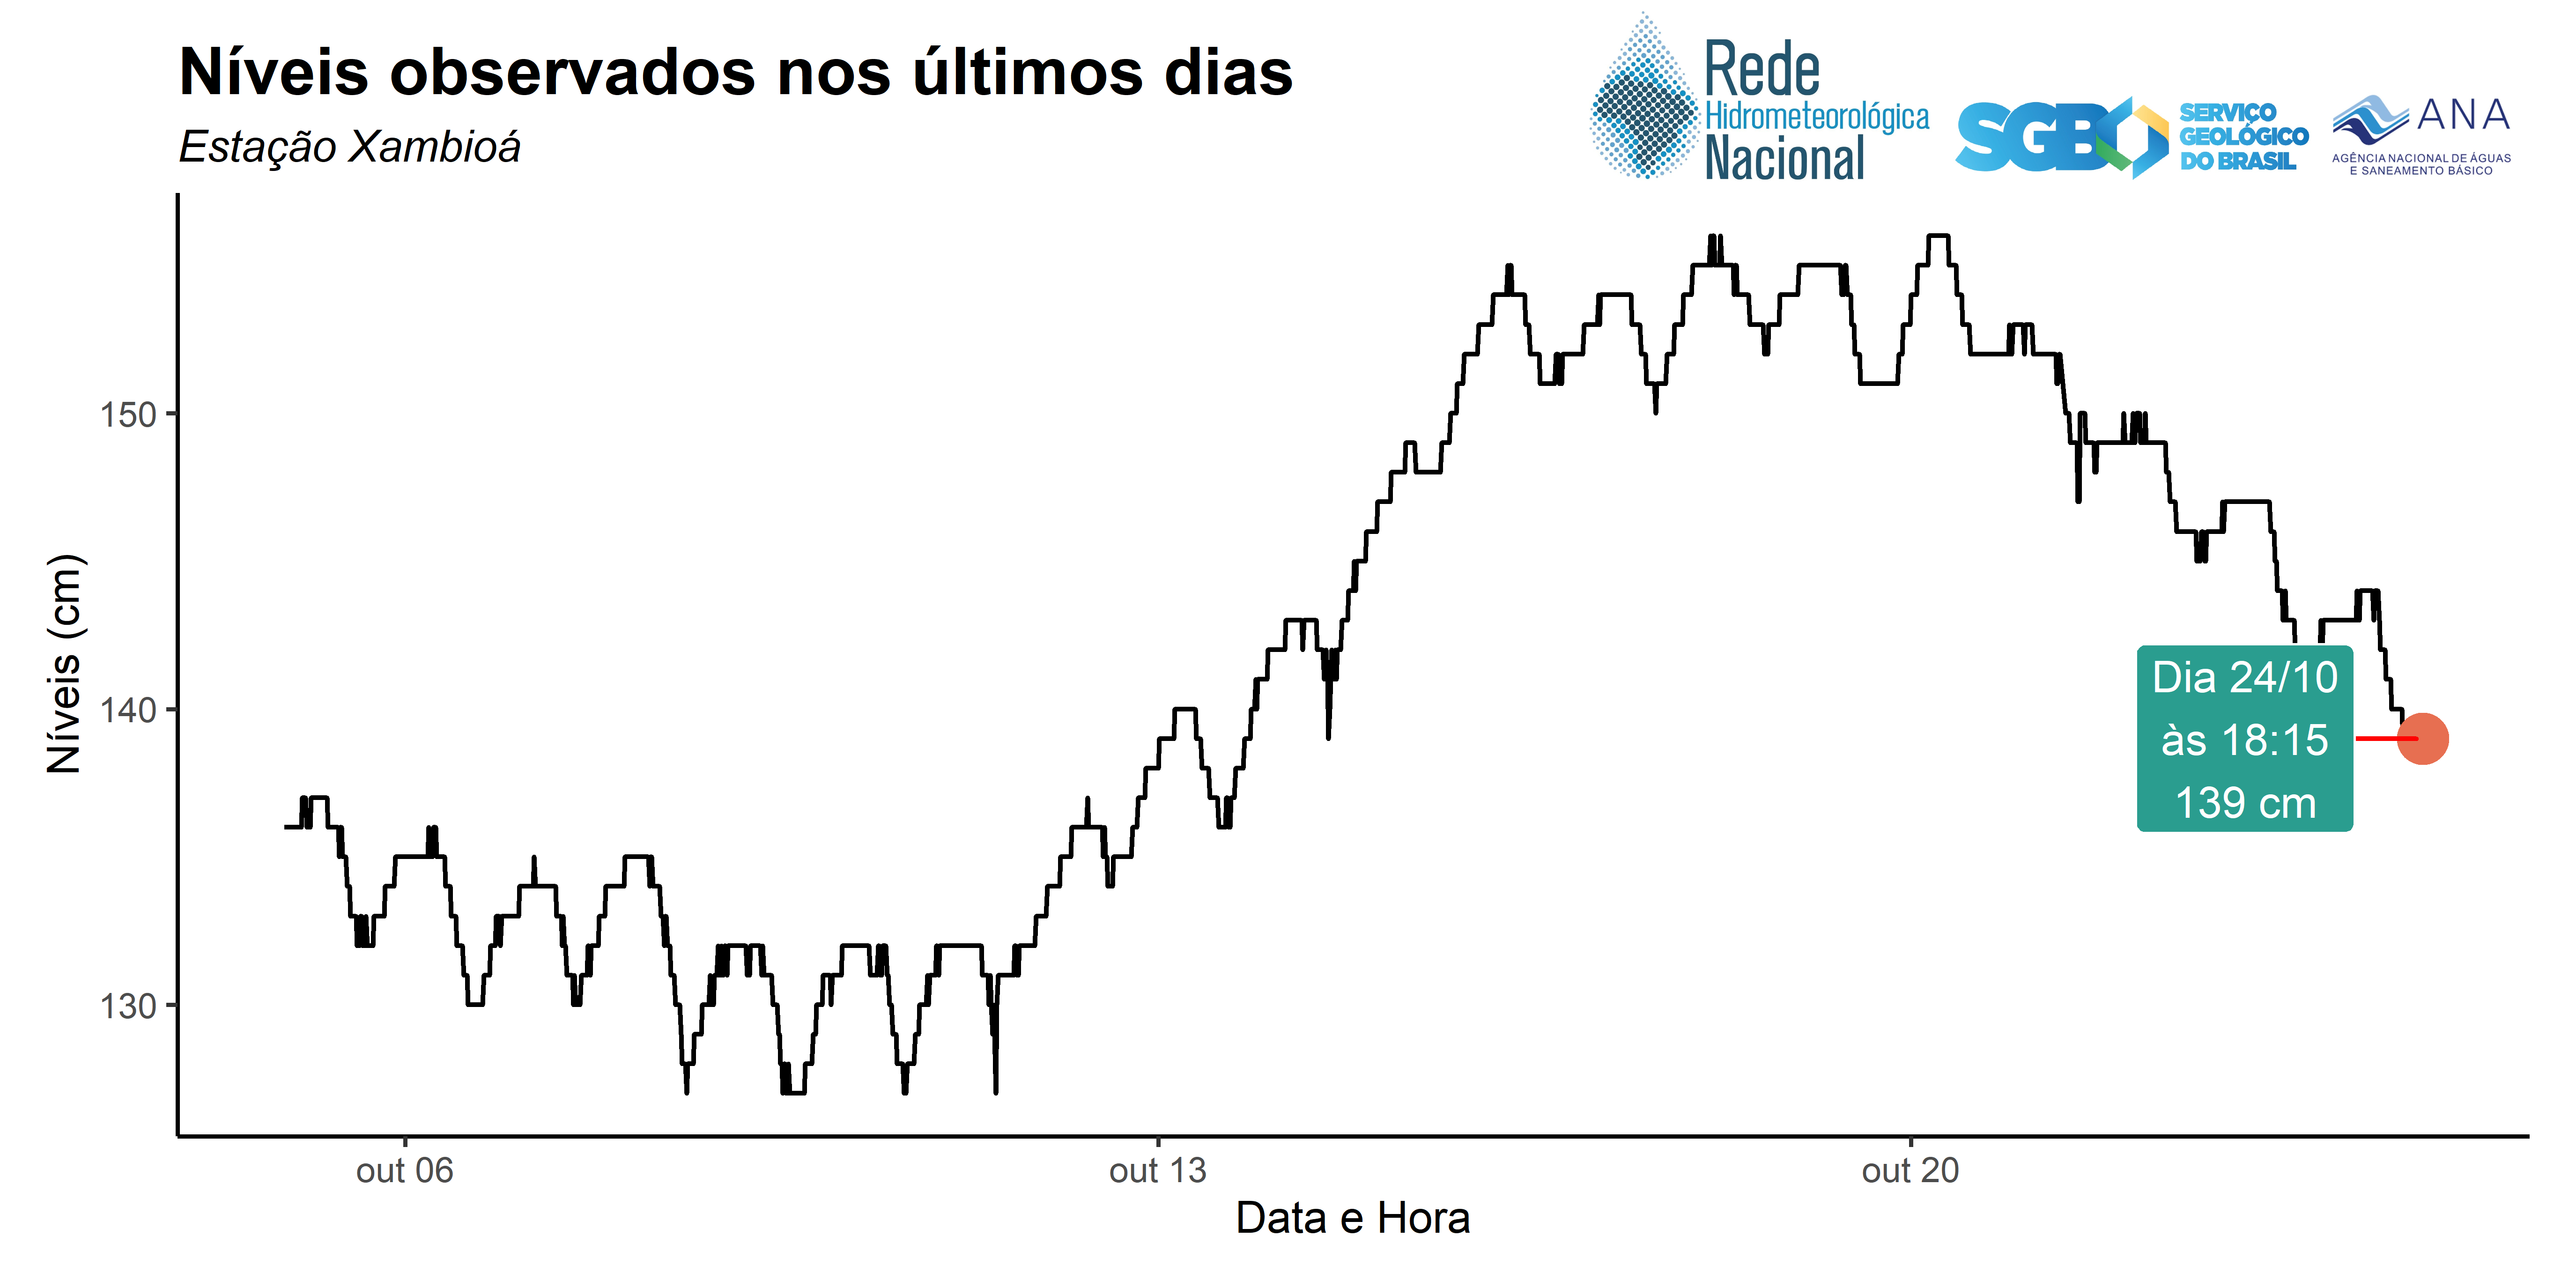 Níveis observados nos últimos dias
Estação Xambioá
Rede
Hidrometeorológica
Nacional
SGB
SERVIÇO
GEOLÓGICO
DO BRASIL
ANA
AGÊNCIA NACIONAL DE ÁGUAS
E SANEAMENTO BÁSICO
Níveis (cm)
150
140
130
Dia 24/10
às 18:15
139 cm
out 06
out 13
out 20
Data e Hora